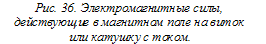 Рис. 36. Электромагнитные силы,
действующие в магнитном поле на виток
или катушку с током.